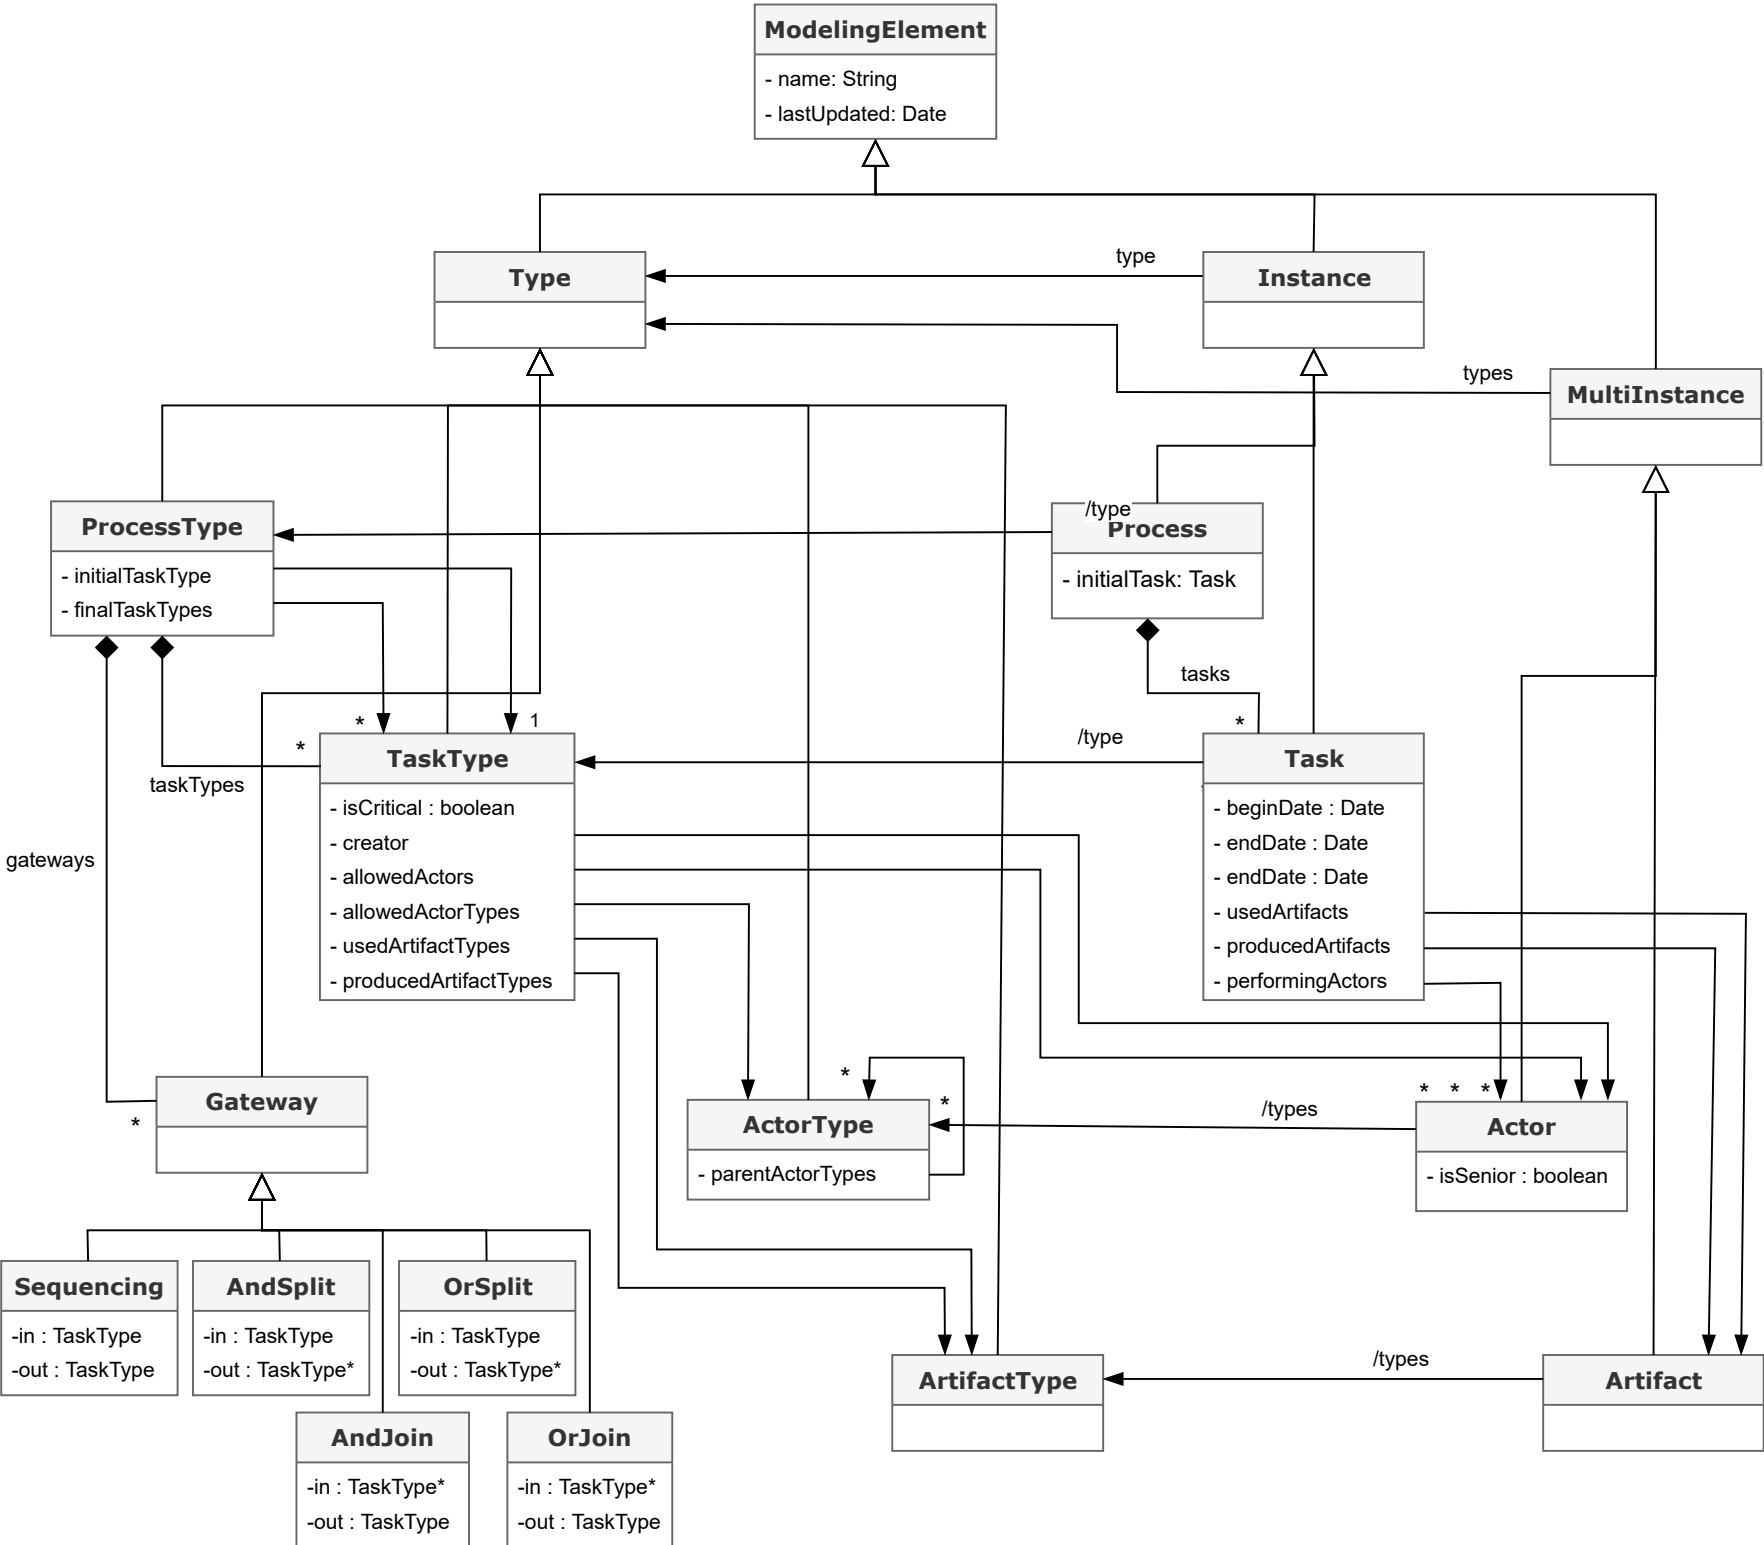 ModelingElement
- name: String
- lastUpdated: Date
Type
type
Instance
types
MultiInstance
ProcessType
- initialTaskType
- finalTaskTypes
/type
Process
- initialTask: Task
tasks
*
*
1
*
taskTypes
TaskType
- isCritical : boolean
- creator
- allowedActors
- allowedActorTypes
- usedArtifactTypes
- producedArtifactTypes
/type
Task
- beginDate : Date
- endDate : Date
- endDate : Date
- usedArtifacts
- producedArtifacts
- performingActors
gateways
*
Gateway
*
*
ActorType
- parentActorTypes
/types
* * *
Actor
- isSenior : boolean
Sequencing
-in : TaskType
-out : TaskType
AndSplit
-in : TaskType
-out : TaskType*
OrSplit
-in : TaskType
-out : TaskType*
AndJoin
-in : TaskType*
-out : TaskType
OrJoin
-in : TaskType*
-out : TaskType
ArtifactType
/types
Artifact